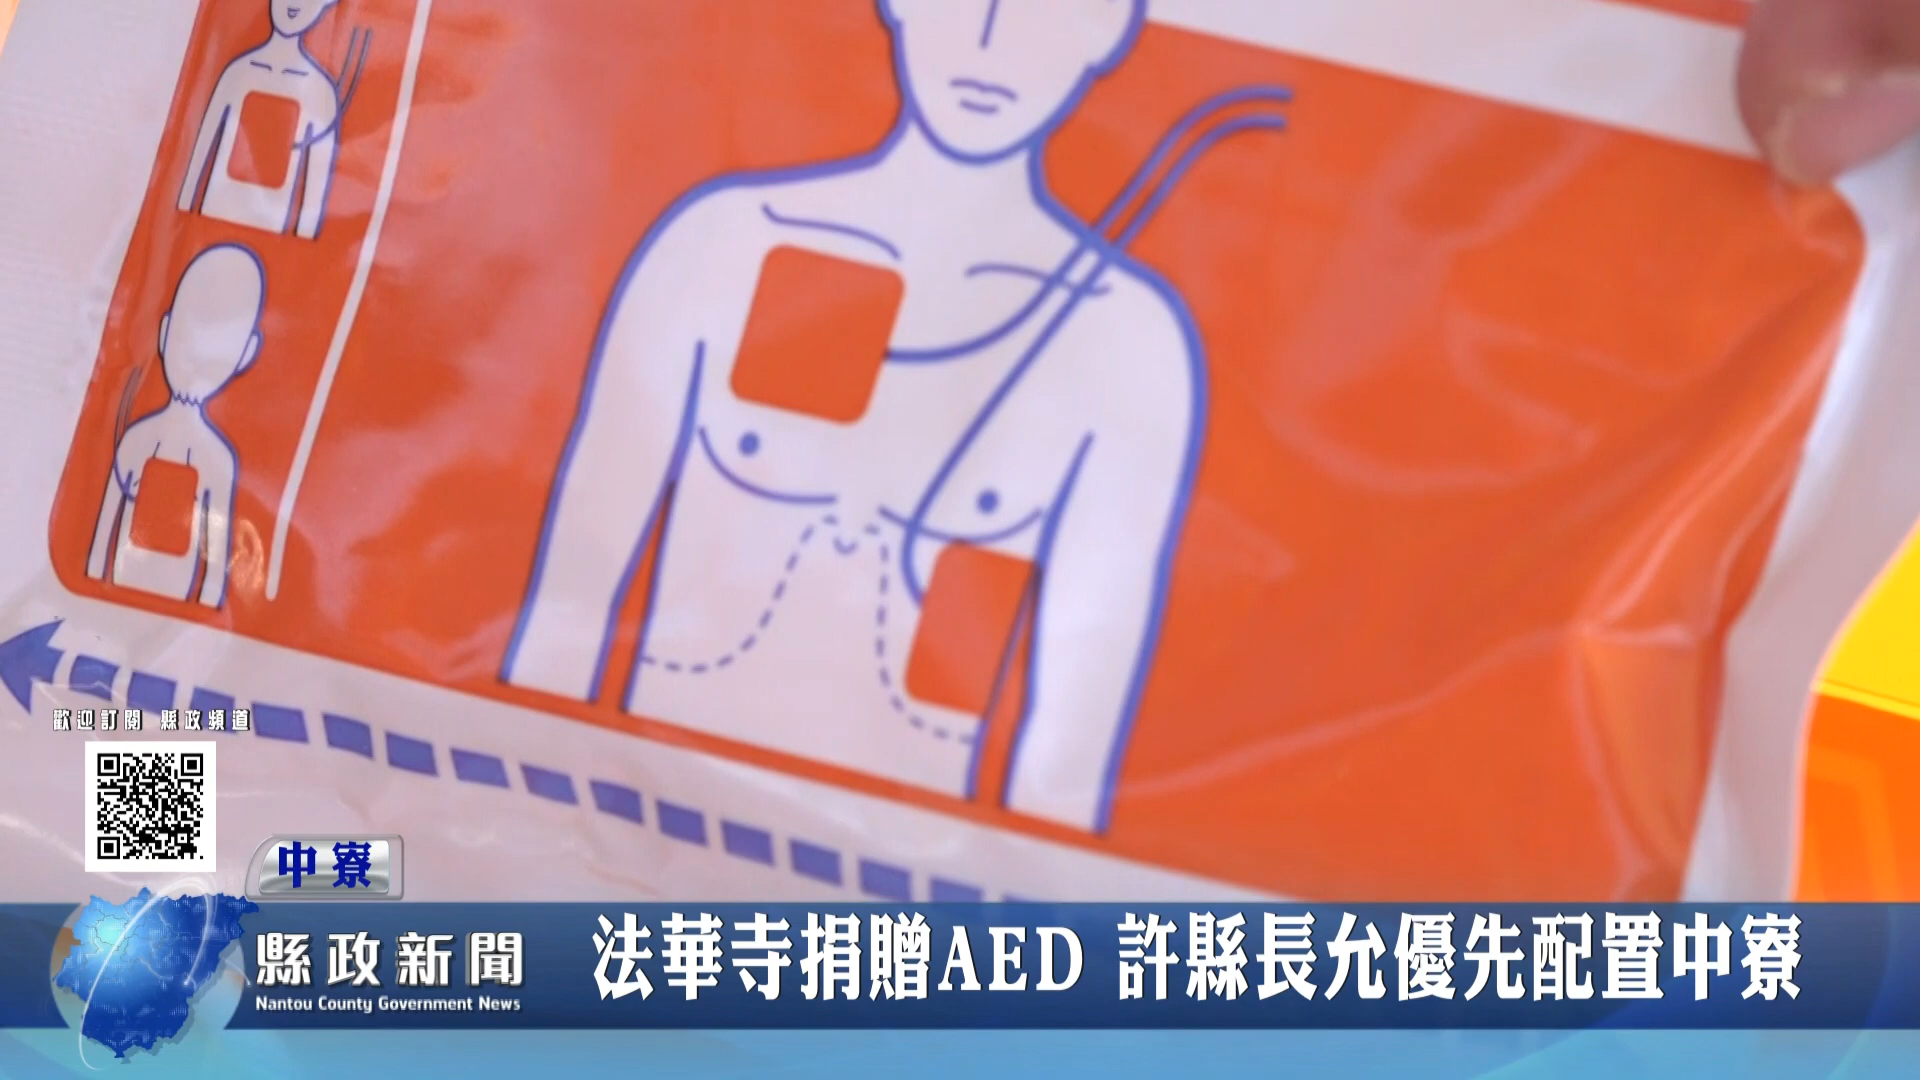 歡迎訂閱 縣政頻道
中寮
縣政新聞
Nantou County Government News
法華寺捐贈AED 許縣長允優先配置中寮